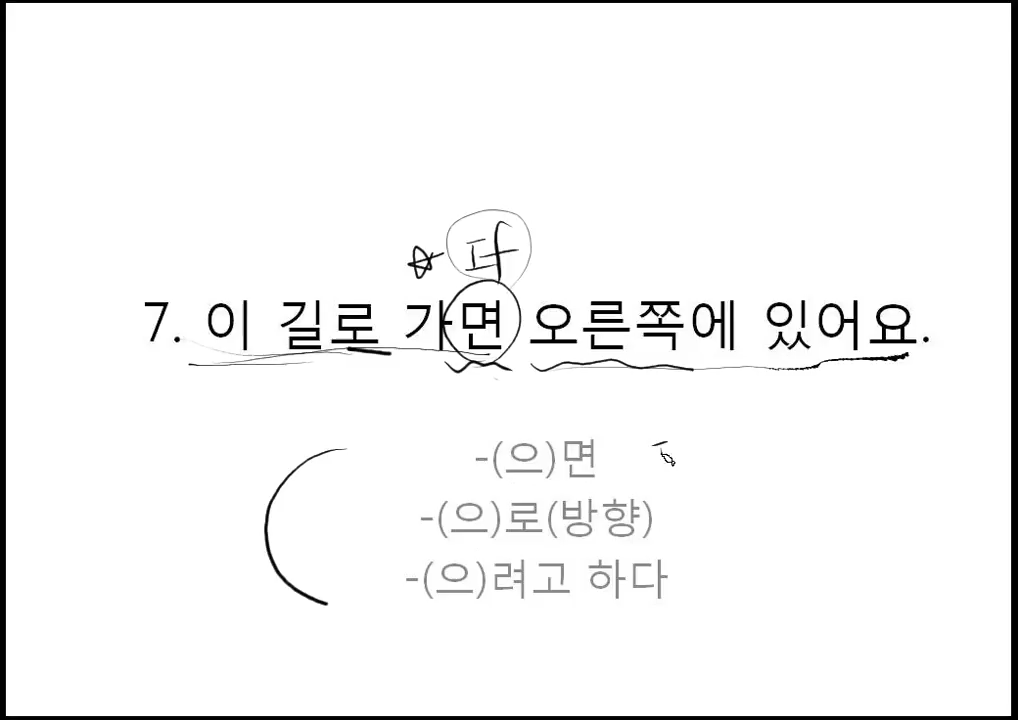 7. 이 길로 가면 오른쪽에 있어요.
-(으)면
-(으)로(방향)
-(으)려고 하다